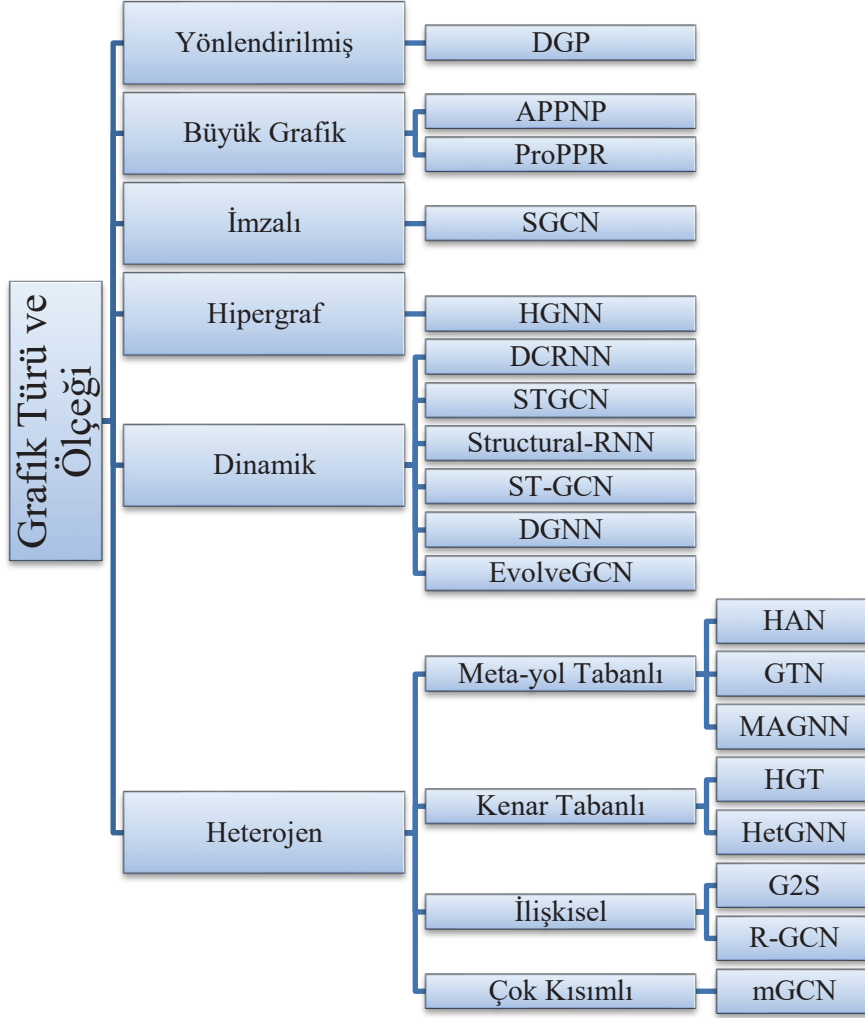 Grafik Türü ve
Ölçeği
Yönlendirilmiş
DGP
Büyük Grafik
APPNP
ProPPR
İmzalı
SGCN
Hipergraf
HGNN
Dinamik
DCRNN
STGCN
Structural-RNN
ST-GCN
DGNN
EvolveGCN
Heterojen
Meta-yol Tabanlı
HAN
GTN
MAGNN
Kenar Tabanlı
HGT
HetGNN
İlişkisel
G2S
R-GCN
Çok Kısımlı
mGCN